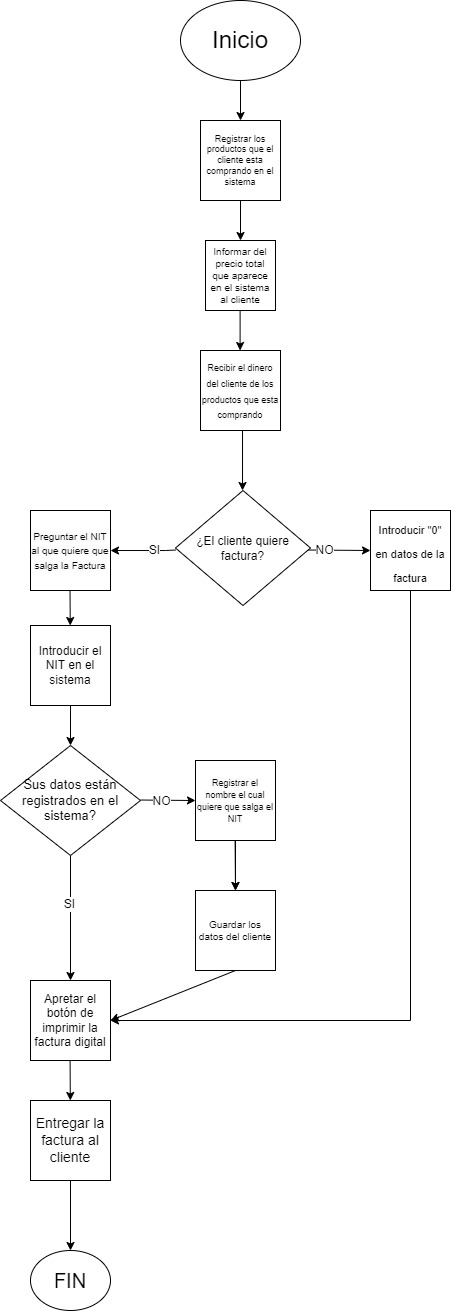 Inicio
Registrar los
productos que el
cliente esta
comprando en el
sistema
Informar del
precio total
que aparece
en el sistema
al cliente
Recibir el dinero
del cliente de los
productos que esta
comprando
¿El cliente quiere
factura?
SI
NO
Preguntar el NIT
al que quiere que
salga la Factura
Introducir "0"
en datos de la
factura
Introducir el
NIT en el
sistema
Sus datos están
registrados en el
sistema?
NO
Registrar el
nombre el cual
quiere que salga el
NIT
SI
Guardar los
datos del cliente
Apretar el
botón de
imprimir la
factura digital
Entregar la
factura al
cliente
FIN